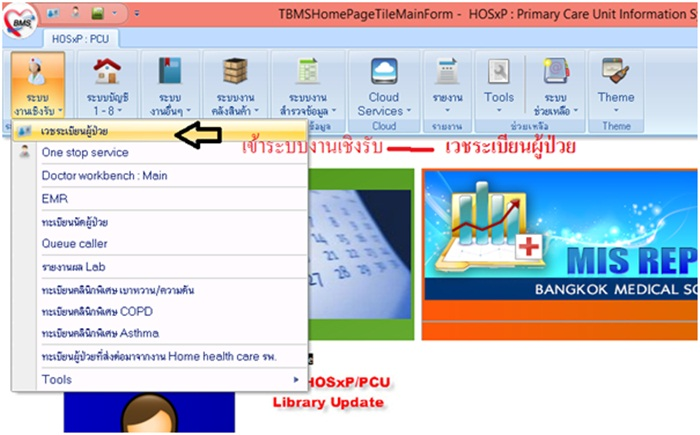 TBMSHomePageTileMainForm - HOSxP : Primary Care Unit Information S
BMS
HOSxP : PCU
ระบบ
งานเชิงรับ
ระบบบัญชี
1 - 8
ระบบ
งานอื่นๆ
ระบบงาน
คลังสินค้า
ระบบงาน
สำรวจข้อมูล
Cloud
Services
รายงาน
Tools
ระบบ
ช่วยเหลือ
Theme
ข้อมูล
Cloud
รายงาน
ช่วยเหลือ
Theme
เวชระเบียนผู้ป่วย
เข้าระบบงานเชิงรับ
เวชระเบียนผู้ป่วย
One stop service
Doctor workbench : Main
EMR
ทะเบียนนัดผู้ป่วย
Queue caller
รายงานผล Lab
ทะเบียนคลินิกพิเศษ เบาหวาน/ความดัน
ทะเบียนคลินิกพิเศษ COPD
ทะเบียนคลินิกพิเศษ Asthma
ทะเบียนผู้ป่วยที่ส่งต่อมาจากงาน Home health care รพ.
Tools
MIS REP
BANGKOK MEDICAL SO
HOSxP/PCU
Library Update